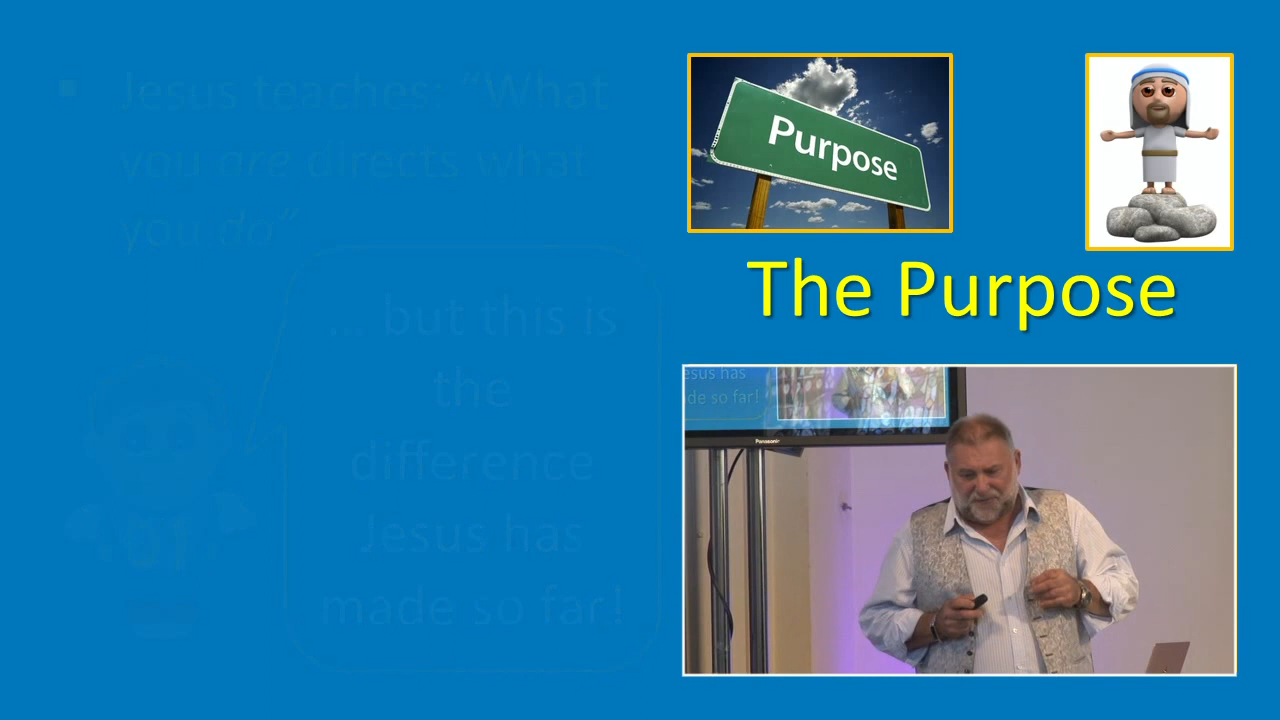 Jesus teaches: “What
you are directs what
you do”
... but this is
the
difference
Jesus has
made so far!
01
Purpose
The Purpose
esus has
de so far!
Panasonic